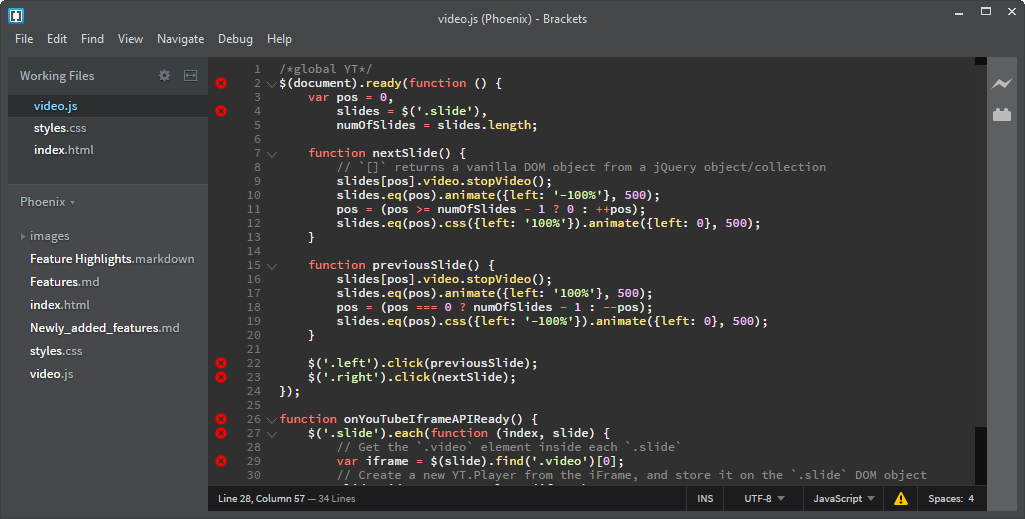 video.js (Phoenix) - Brackets
File Edit Find View Navigate Debug Help
Working Files
video.js
styles.css
index.html
Phoenix
images
Feature Highlights.markdown
Features.md
index.html
Newly_added_features.md
styles.css
video.js
1 /*global YT*/
2 $(document).ready(function () {
3     var pos = 0,
4         slides = $('.slide'),
5         numOfSlides = slides.length;
6
7     function nextSlide() {
8         // `[]` returns a vanilla DOM object from a jQuery object/collection
9         slides[pos].video.stopVideo();
10         slides.eq(pos).animate({left: '-100%'}, 500);
11         pos = (pos >= numOfSlides - 1 ? 0 : ++pos);
12         slides.eq(pos).css({left: '100%'}).animate({left: 0}, 500);
13     }
14
15     function previousSlide() {
16         slides[pos].video.stopVideo();
17         slides.eq(pos).animate({left: '100%'}, 500);
18         pos = (pos === 0 ? numOfSlides - 1 : --pos);
19         slides.eq(pos).css({left: '-100%'}).animate({left: 0}, 500);
20     }
21
22     $('.left').click(previousSlide);
23     $('.right').click(nextSlide);
24 });
25
26 function onYouTubeIframeAPIReady() {
27     $('.slide').each(function (index, slide) {
28         // Get the `.video` element inside each `.slide`
29         var iframe = $(slide).find('.video')[0];
30         // Create a new YT.Player from the iFrame, and store it on the `.slide` DOM object
Line 28, Column 57 — 34 Lines INS UTF-8 JavaScript Spaces: 4